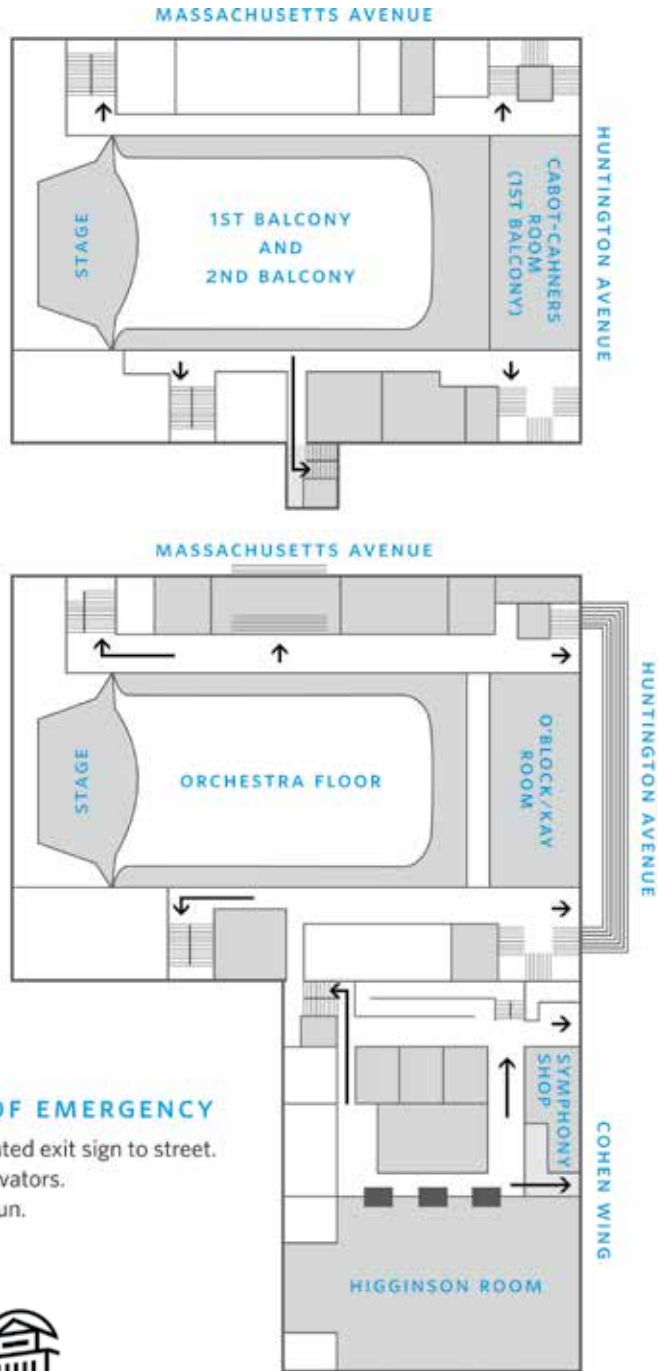 MASSACHUSETTS AVENUE
HUNTINGTON AVENUE
STAGE
1ST BALCONY
AND
2ND BALCONY
CABOT-CAHNERS
ROOM
(1ST BALCONY)
MASSACHUSETTS AVENUE
HUNTINGTON AVENUE
STAGE
ORCHESTRA FLOOR
O'BLOCK/KAY
ROOM
SYMPHONY
SHOP
COHEN WING
HIGGINSON ROOM
OF EMERGENCY
ted exit sign to street.
vators.
un.